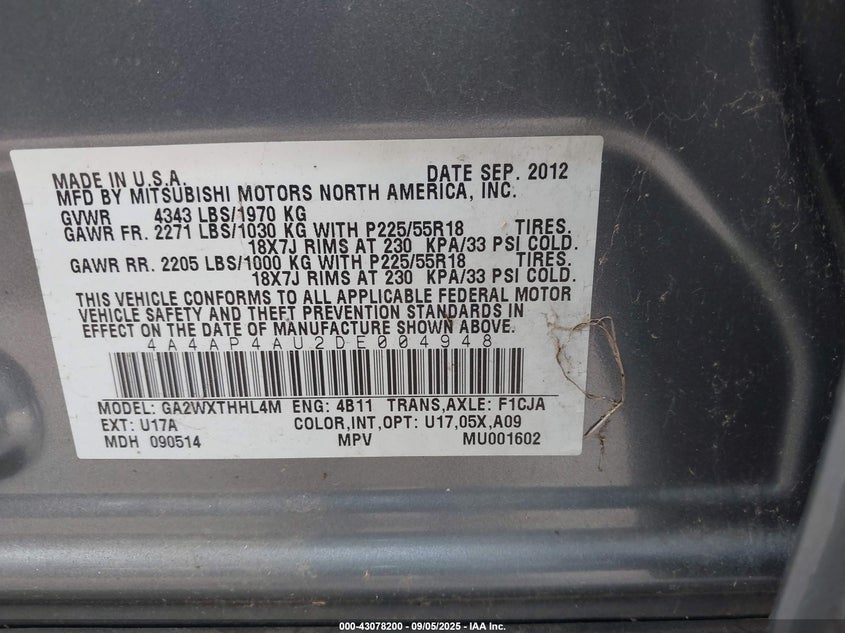 MADE IN U.S.A. DATE SEP. 2012
MFD BY MITSUBISHI MOTORS NORTH AMERICA, INC.
GVWR 4343 LBS/1970 KG
GAWR FR. 2271 LBS/1030 KG WITH P225/55R18 TIRES.
18X7J RIMS AT 230 KPA/33 PSI COLD.
GAWR RR. 2205 LBS/1000 KG WITH P225/55R18 TIRES.
18X7J RIMS AT 230 KPA/33 PSI COLD.
THIS VEHICLE CONFORMS TO ALL APPLICABLE FEDERAL MOTOR
VEHICLE SAFETY AND THEFT PREVENTION STANDARDS IN
EFFECT ON THE DATE OF MANUFACTURE SHOWN ABOVE.
4A4AP4AU2DE004948
MODEL: GA2WXTHHL4M ENG: 4B11 TRANS,AXLE: F1CJA
EXT: U17A COLOR,INT,OPT: U17,05X,A09
MDH 090514 MPV MU001602
000-43078200 - 09/05/2025 - IAA Inc.